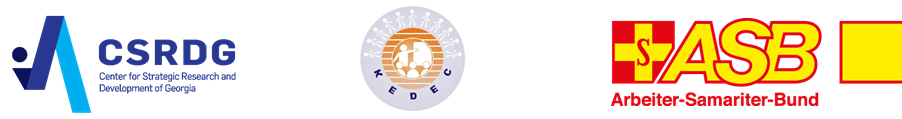 CSRDG
Center for Strategic Research and
Development of Georgia
KEDEC
S
ASB
Arbeiter-Samariter-Bund